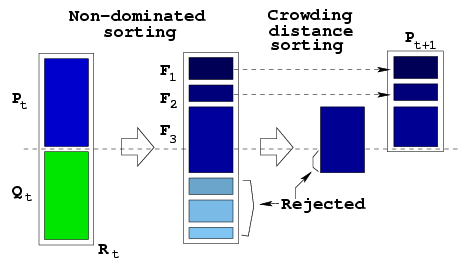 Non-dominated
sorting
Crowding
distance
sorting
P t+1
F 1
F 2
F 3
P t
Q t
Rejected
R t